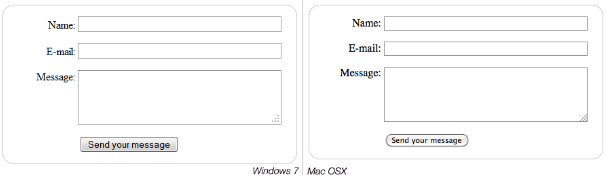 Name:
E-mail:
Message:
Send your message
Name:
E-mail:
Message:
Send your message
Windows 7 | Mac OSX